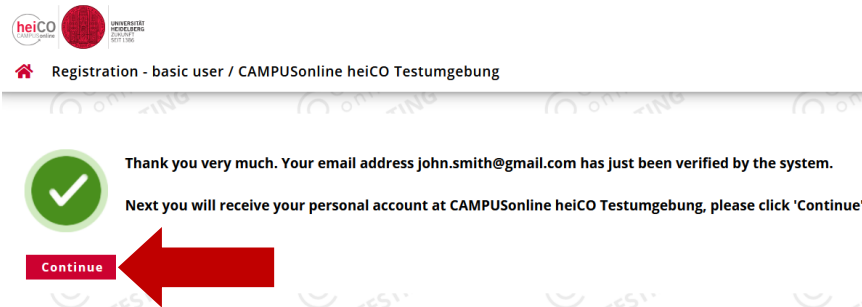 heiCO
CAMPUSonline
UNIVERSITÄT
HEIDELBERG
ZUKUNFT
SEIT 1386
Registration - basic user / CAMPUSonline heiCO Testumgebung
Thank you very much. Your email address john.smith@gmail.com has just been verified by the system.
Next you will receive your personal account at CAMPUSonline heiCO Testumgebung, please click 'Continue'
Continue